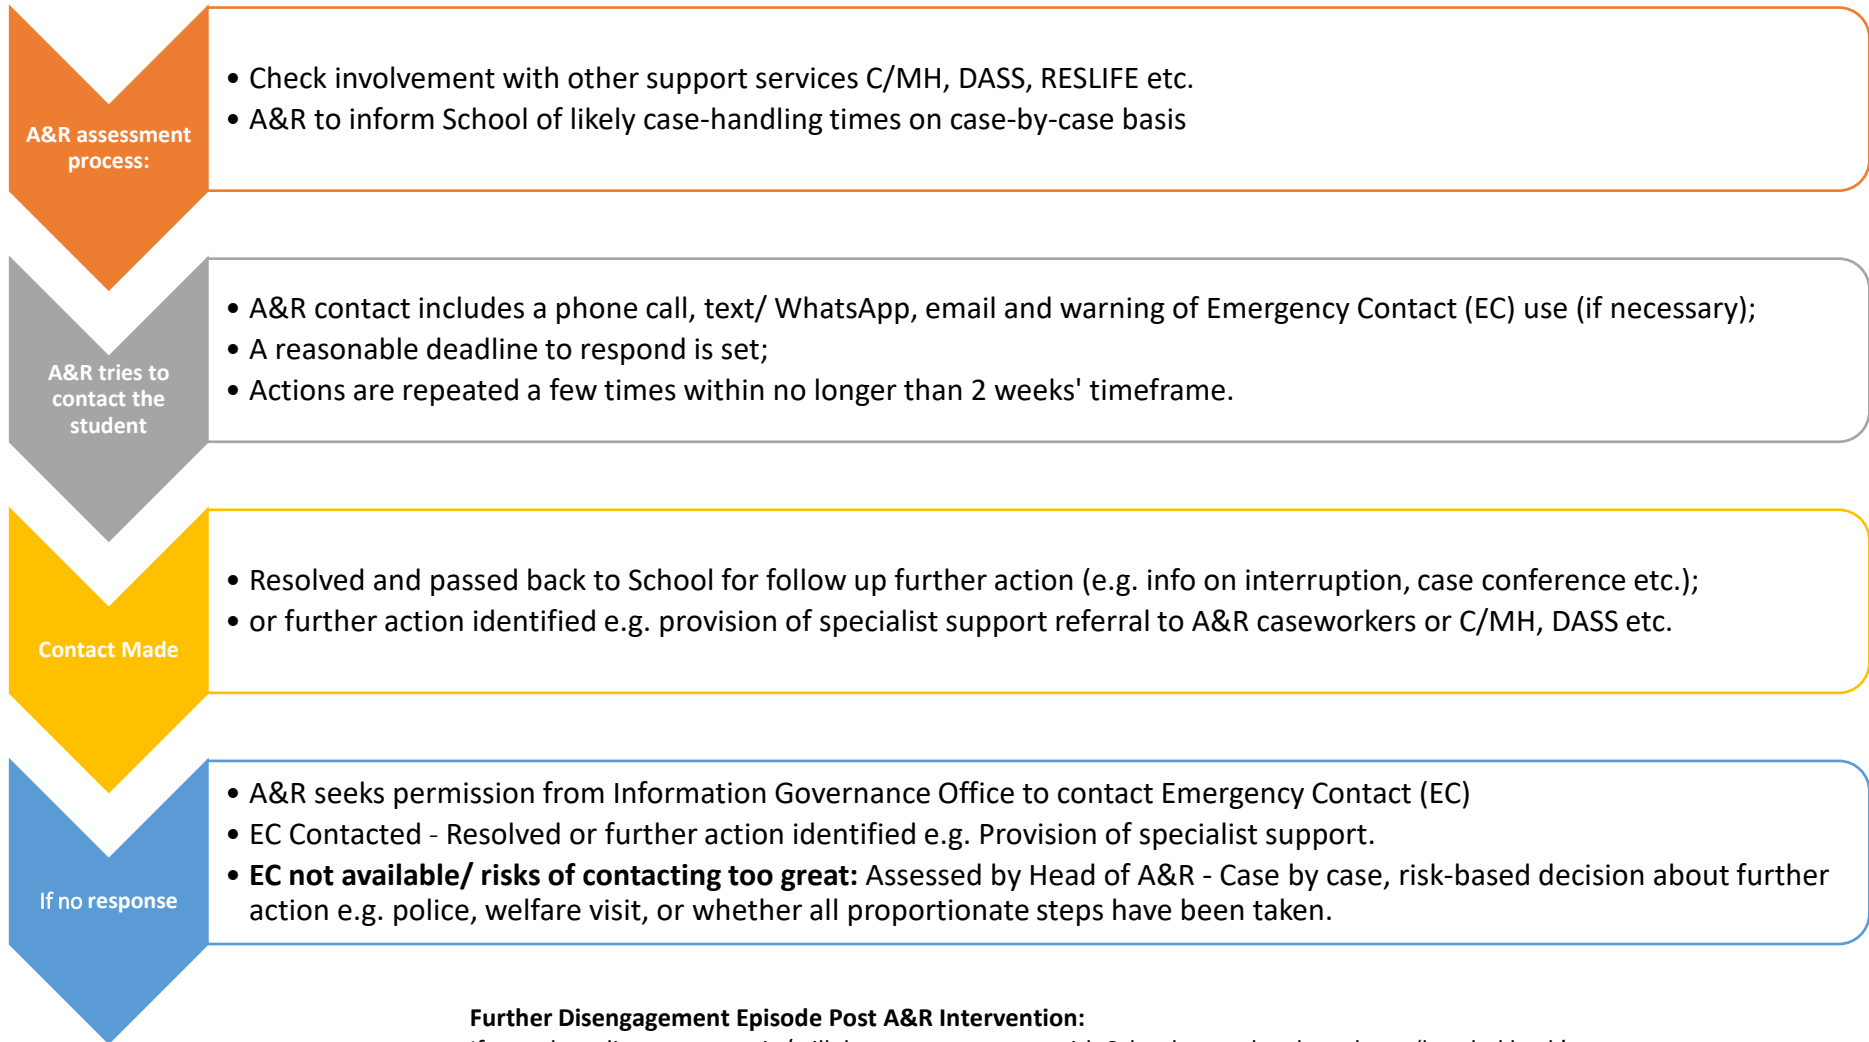 A&R assessment
process:
• Check involvement with other support services C/MH, DASS, RESLIFE etc.
• A&R to inform School of likely case-handling times on case-by-case basis
A&R tries to
contact the
student
• A&R contact includes a phone call, text/ WhatsApp, email and warning of Emergency Contact (EC) use (if necessary);
• A reasonable deadline to respond is set;
• Actions are repeated a few times within no longer than 2 weeks' timeframe.
Contact Made
• Resolved and passed back to School for follow up further action (e.g. info on interruption, case conference etc.);
• or further action identified e.g. provision of specialist support referral to A&R caseworkers or C/MH, DASS etc.
If no response
• A&R seeks permission from Information Governance Office to contact Emergency Contact (EC)
• EC Contacted - Resolved or further action identified e.g. Provision of specialist support.
• EC not available/ risks of contacting too great: Assessed by Head of A&R - Case by case, risk-based decision about further
action e.g. police, welfare visit, or whether all proportionate steps have been taken.
Further Disengagement Episode Post A&R Intervention: